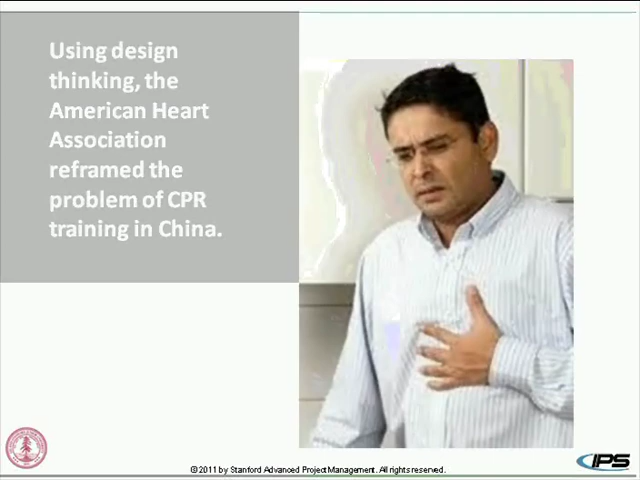 Using design
thinking, the
American Heart
Association
reframed the
problem of CPR
training in China.
© 2011 by Stanford Advanced Project Management. All rights reserved.
IPS